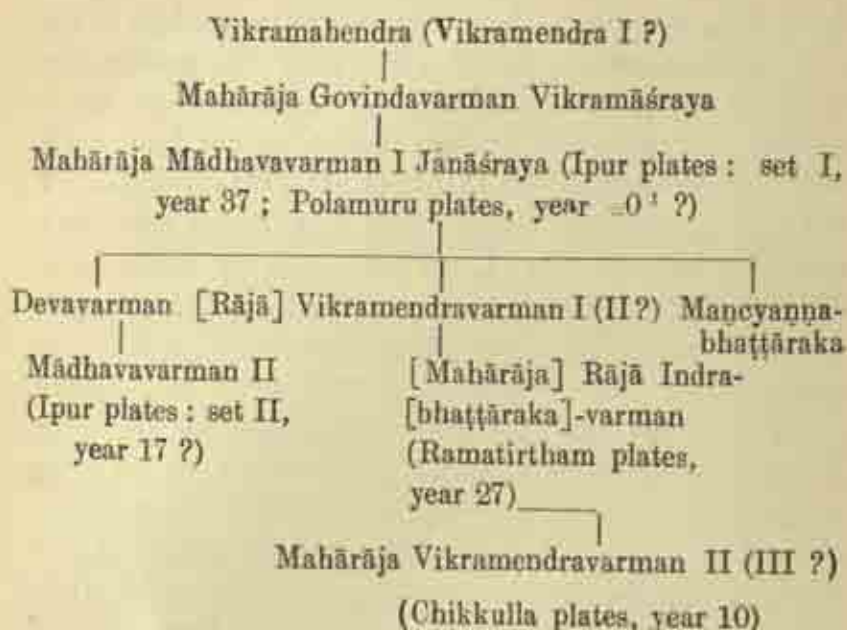 Vikramahendra (Vikramendra I ?)
Mahārāja Govindavarman Vikramāśraya
Mahārāja Mādhavavarman I Janāśraya (Ipur plates : set I,
year 37 ; Polamuru plates, year ?)
Devavarman [Rājā] Vikramendravarman I (II ?) Maṇcyaṇṇa-
bhaṭṭāraka
Mādhavavarman II [Mahārāja] Rājā Indra-
(Ipur plates : set II, [bhaṭṭāraka]-varman
year 17 ?) (Ramatirtham plates,
year 27)
Mahārāja Vikramendravarman II (III ?)
(Chikkulla plates, year 10)